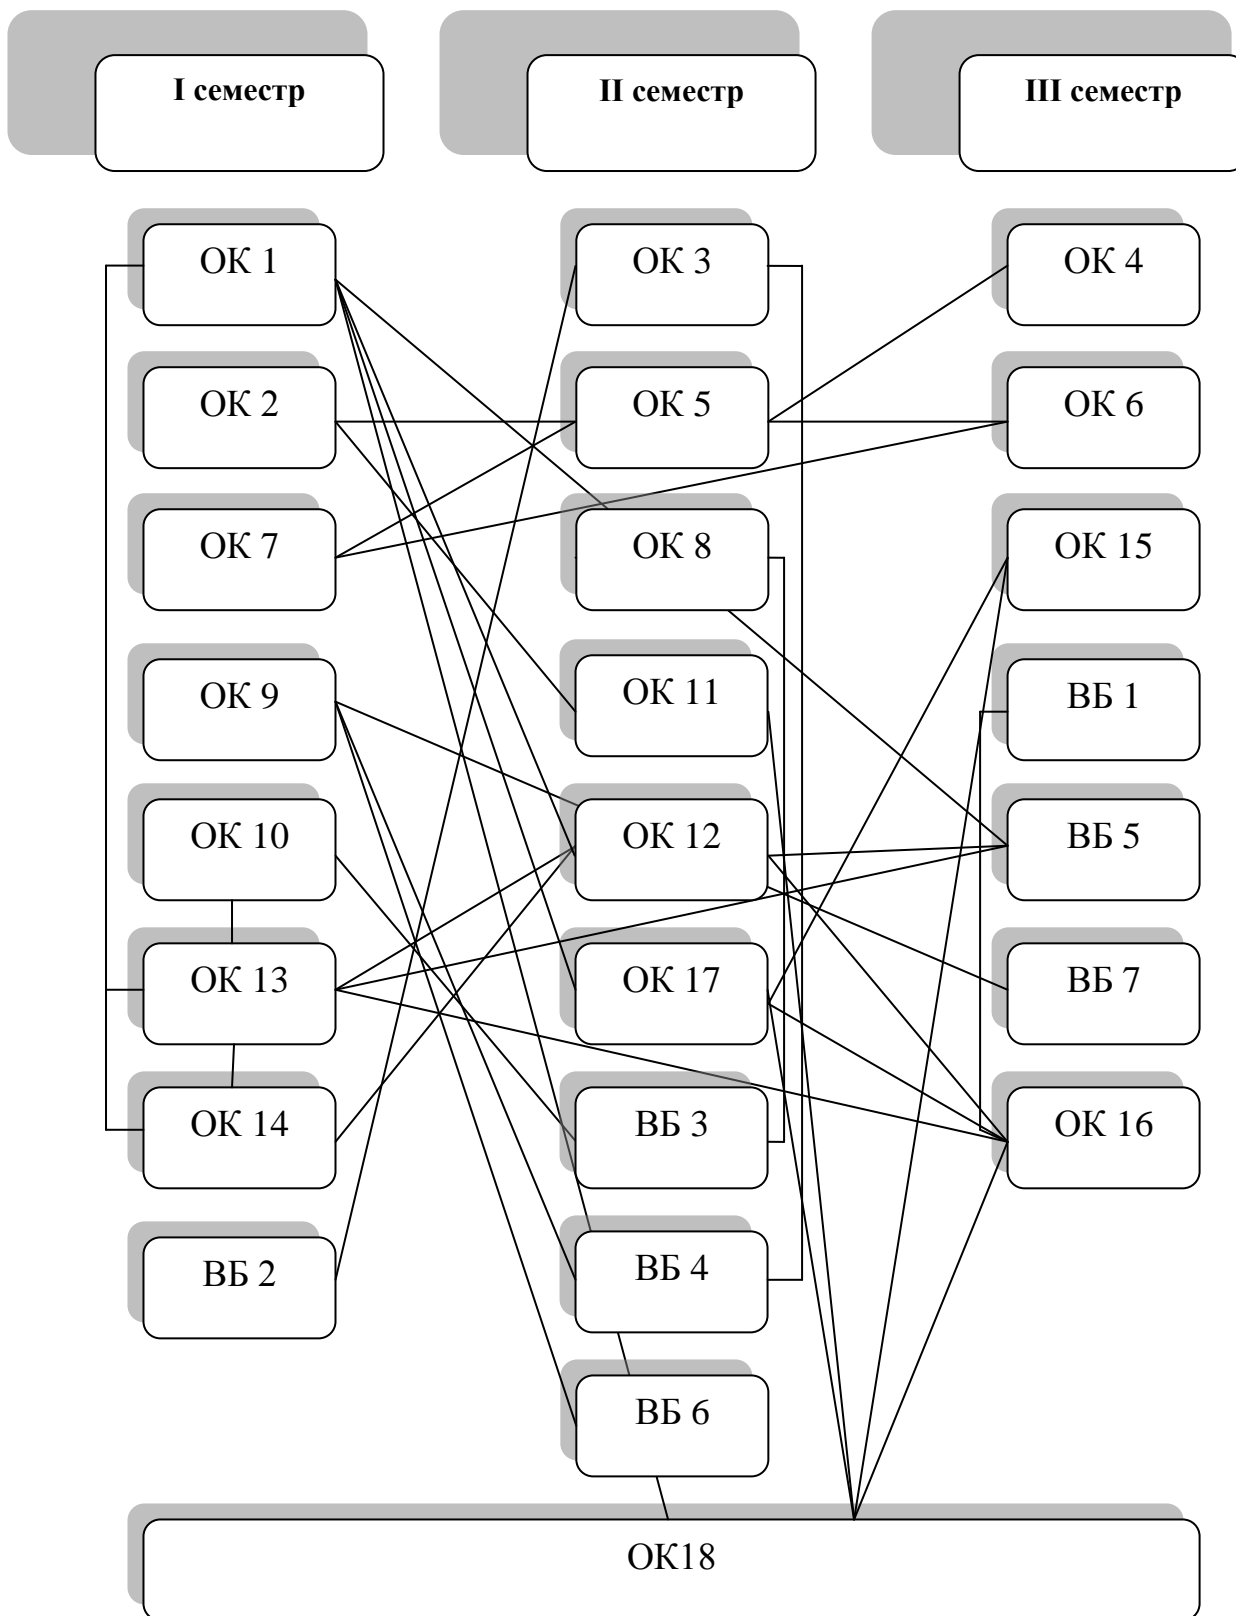 I семестр
II семестр
III семестр
ОК 1
ОК 3
ОК 4
ОК 2
ОК 5
ОК 6
ОК 7
ОК 8
ОК 15
ОК 9
ОК 11
ВБ 1
ОК 10
ОК 12
ВБ 5
ОК 13
ОК 17
ВБ 7
ОК 14
ВБ 3
ОК 16
ВБ 2
ВБ 4
ВБ 6
ОК18